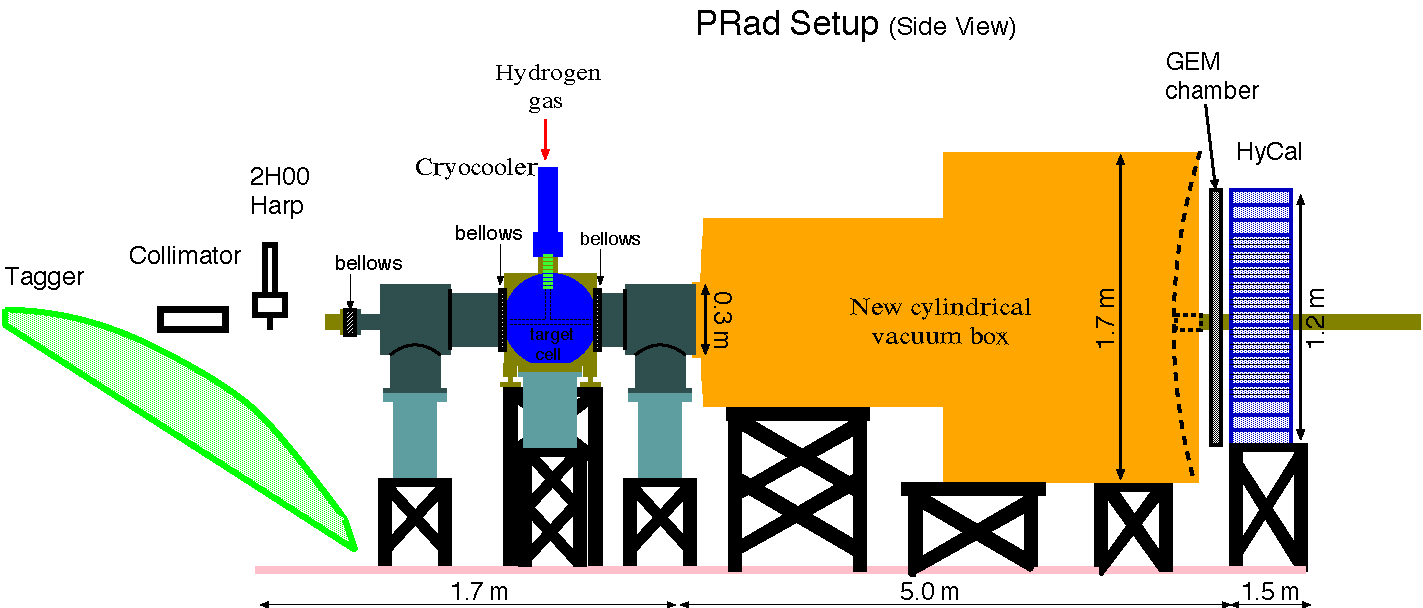 PRad Setup (Side View)
Hydrogen
gas
GEM
chamber
Cryocooler
HyCal
2H00
Harp
bellows
bellows
Collimator
bellows
Tagger
target
cell
0.3 m
New cylindrical
vacuum box
1.7 m
1.2 m
1.7 m
5.0 m
1.5 m